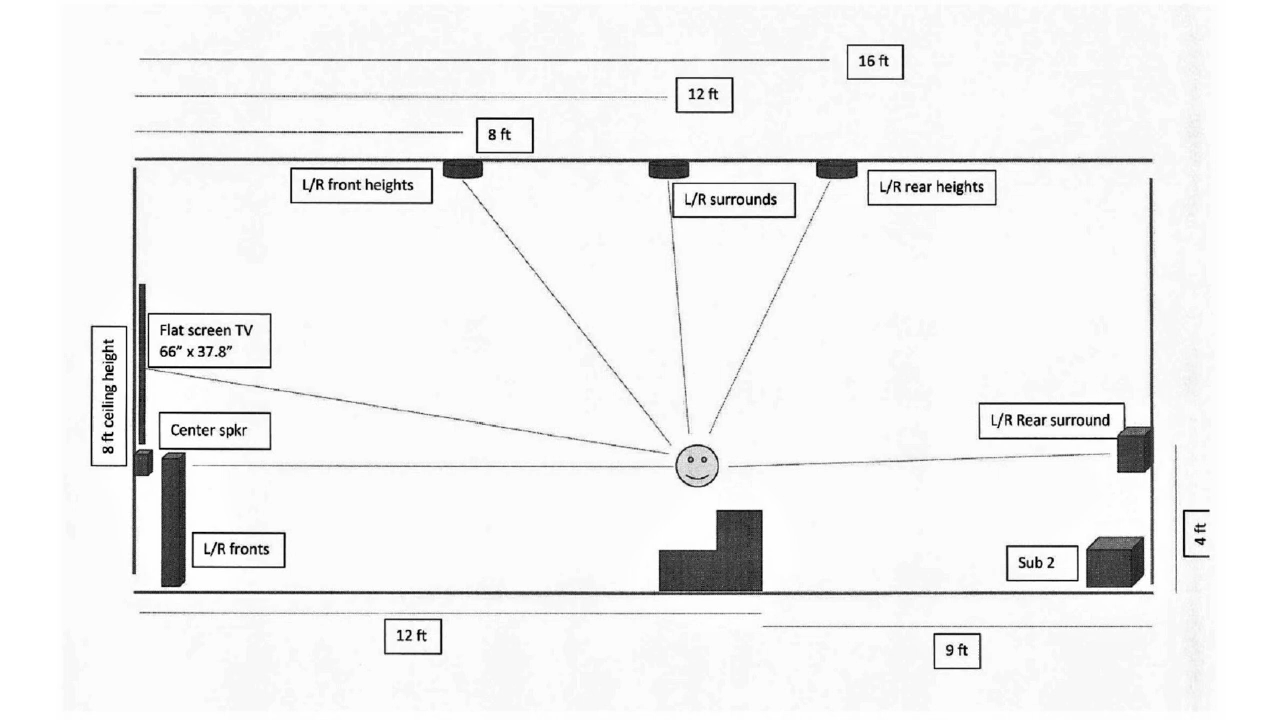 16 ft
12 ft
8 ft
L/R front heights
L/R surrounds
L/R rear heights
Flat screen TV
66” x 37.8”
8 ft ceiling height
Center spkr
L/R Rear surround
L/R fronts
Sub 2
4 ft
12 ft
9 ft